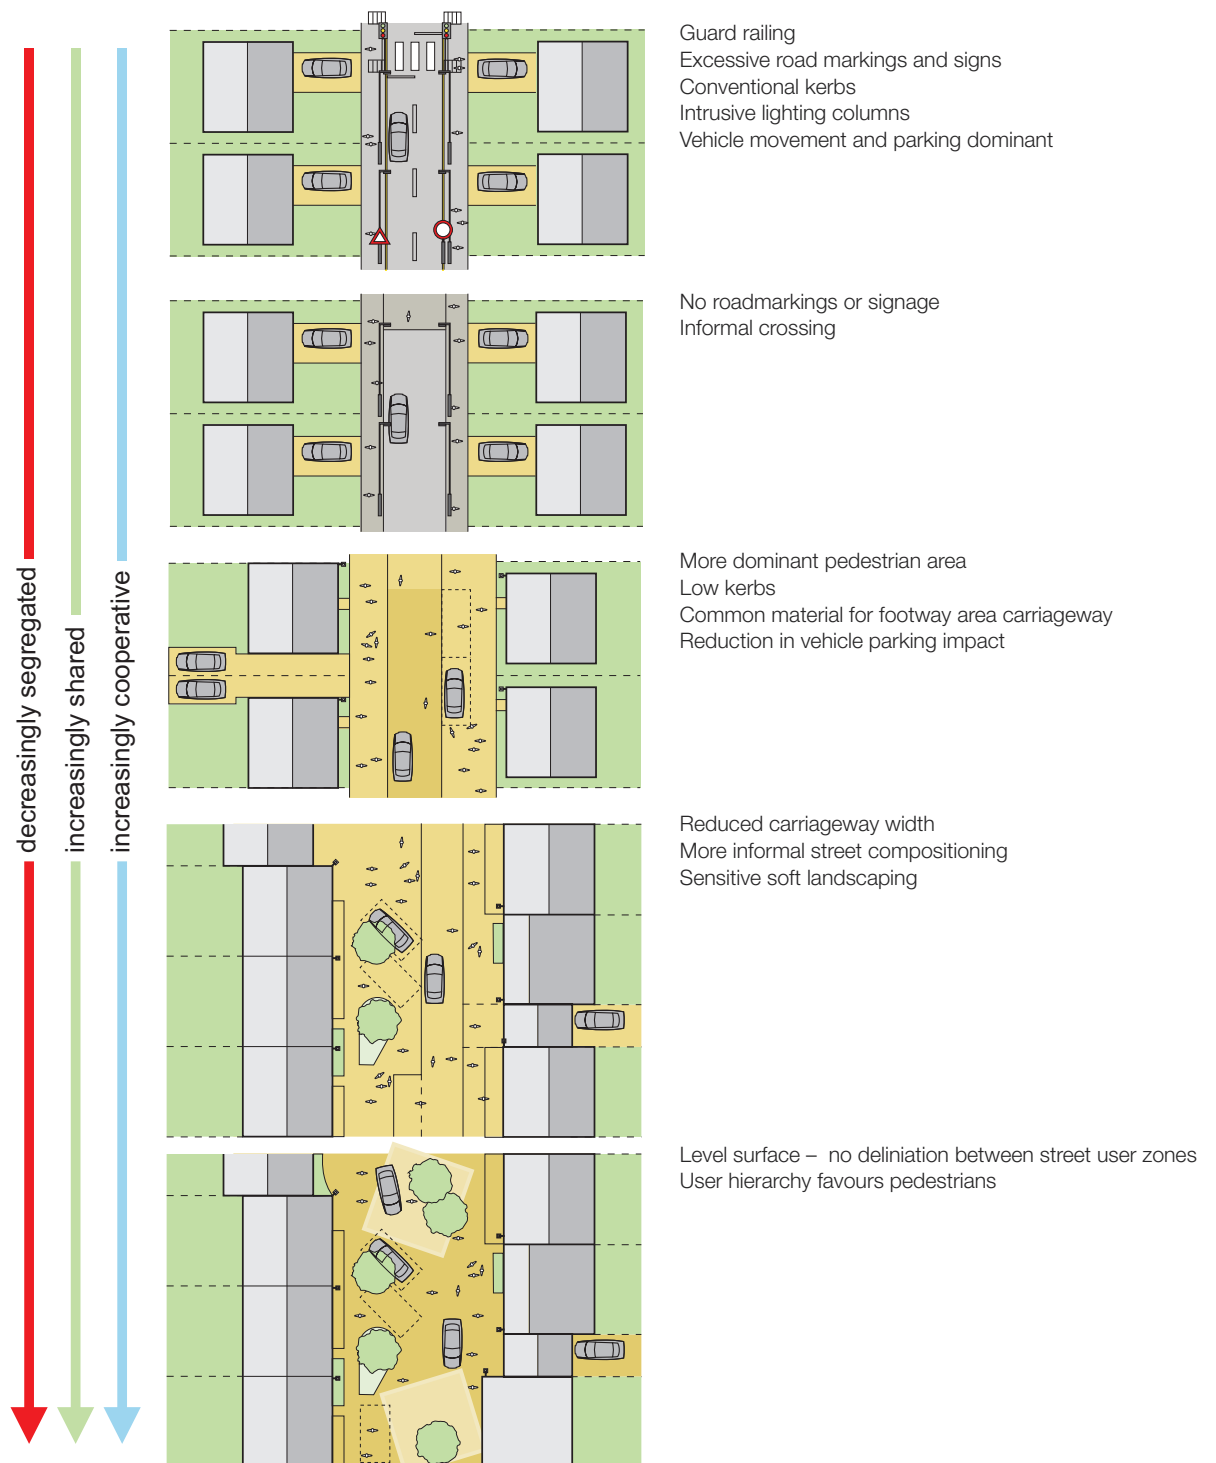 Guard railing
Excessive road markings and signs
Conventional kerbs
Intrusive lighting columns
Vehicle movement and parking dominant
No roadmarkings or signage
Informal crossing
decreasingly segregated
increasingly shared
increasingly cooperative
More dominant pedestrian area
Low kerbs
Common material for footway area carriageway
Reduction in vehicle parking impact
Reduced carriageway width
More informal street compositioning
Sensitive soft landscaping
Level surface – no deliniation between street user zones
User hierarchy favours pedestrians